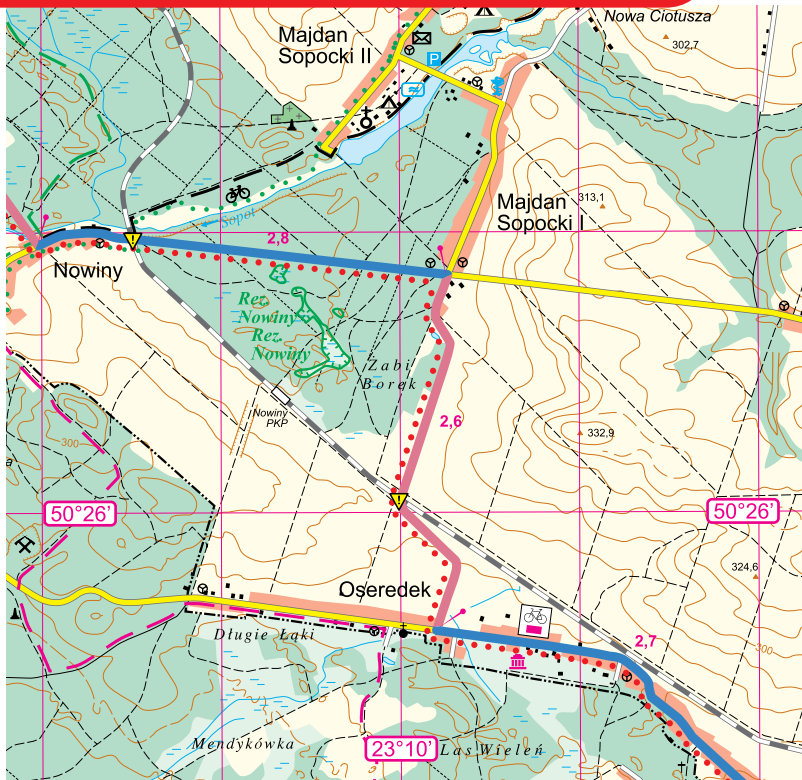 Nowa Ciotusza
302,7
Majdan
Sopocki II
P
Majdan
Sopocki I
313,1
Sopot
2,8
Nowiny
Rez.
Nowiny
Rez.
Nowiny
Żabi
Borek
Nowiny
PKP
2,6
332,9
300
a
50°26'
50°26'
324,6
Oseredek
Długie Łąki
2,7
300
Mendykówka
23°10'
Las Wieleń